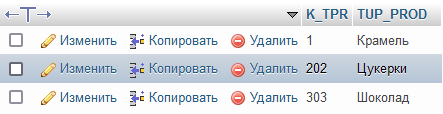 K_TPR TUP_PROD
Изменить Копировать Удалить 1 Крамель
Изменить Копировать Удалить 202 Цукерки
Изменить Копировать Удалить 303 Шоколад